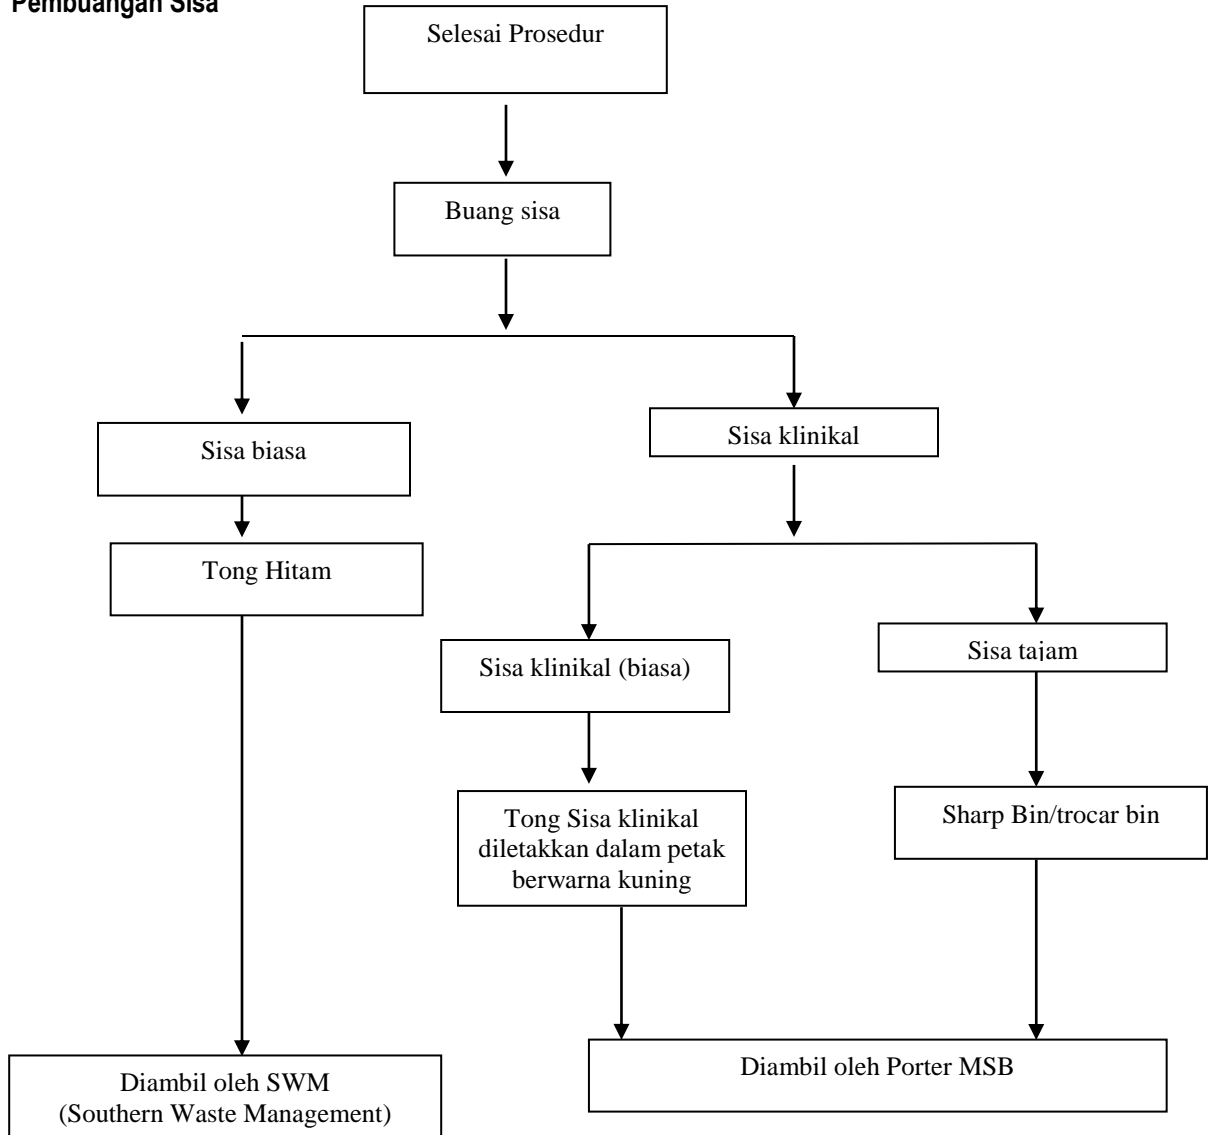 Pembuangan Sisa
Selesai Prosedur
Buang sisa
Sisa biasa
Sisa klinikal
Tong Hitam
Sisa klinikal (biasa)
Sisa tajam
Tong Sisa klinikal
diletakkan dalam petak
berwarna kuning
Sharp Bin/trocar bin
Diambil oleh SWM
(Southern Waste Management)
Diambil oleh Porter MSB